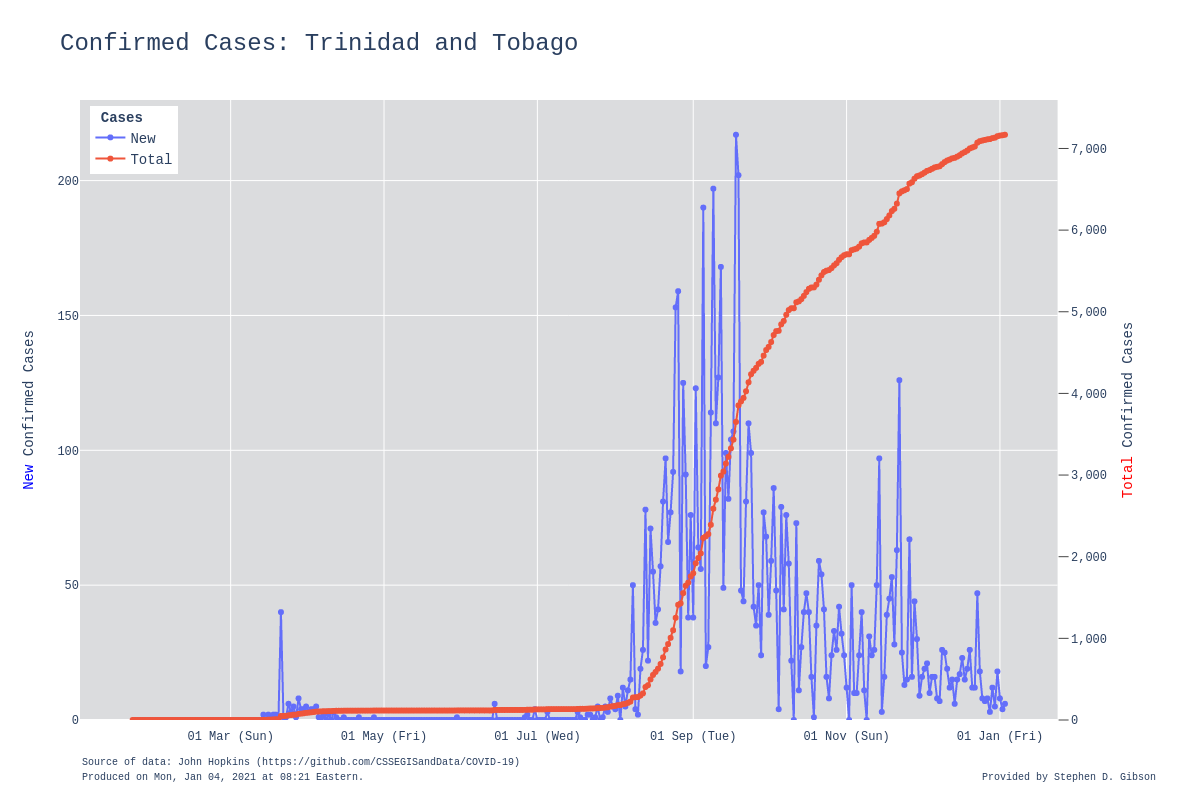 Confirmed Cases: Trinidad and Tobago
Cases
New
Total
200
150
100
50
0
7,000
6,000
5,000
4,000
3,000
2,000
1,000
0
New Confirmed Cases
Total Confirmed Cases
01 Mar (Sun)
01 May (Fri)
01 Jul (Wed)
01 Sep (Tue)
01 Nov (Sun)
01 Jan (Fri)
Source of data: John Hopkins (https://github.com/CSSEGISandData/COVID-19)
Produced on Mon, Jan 04, 2021 at 08:21 Eastern.
Provided by Stephen D. Gibson